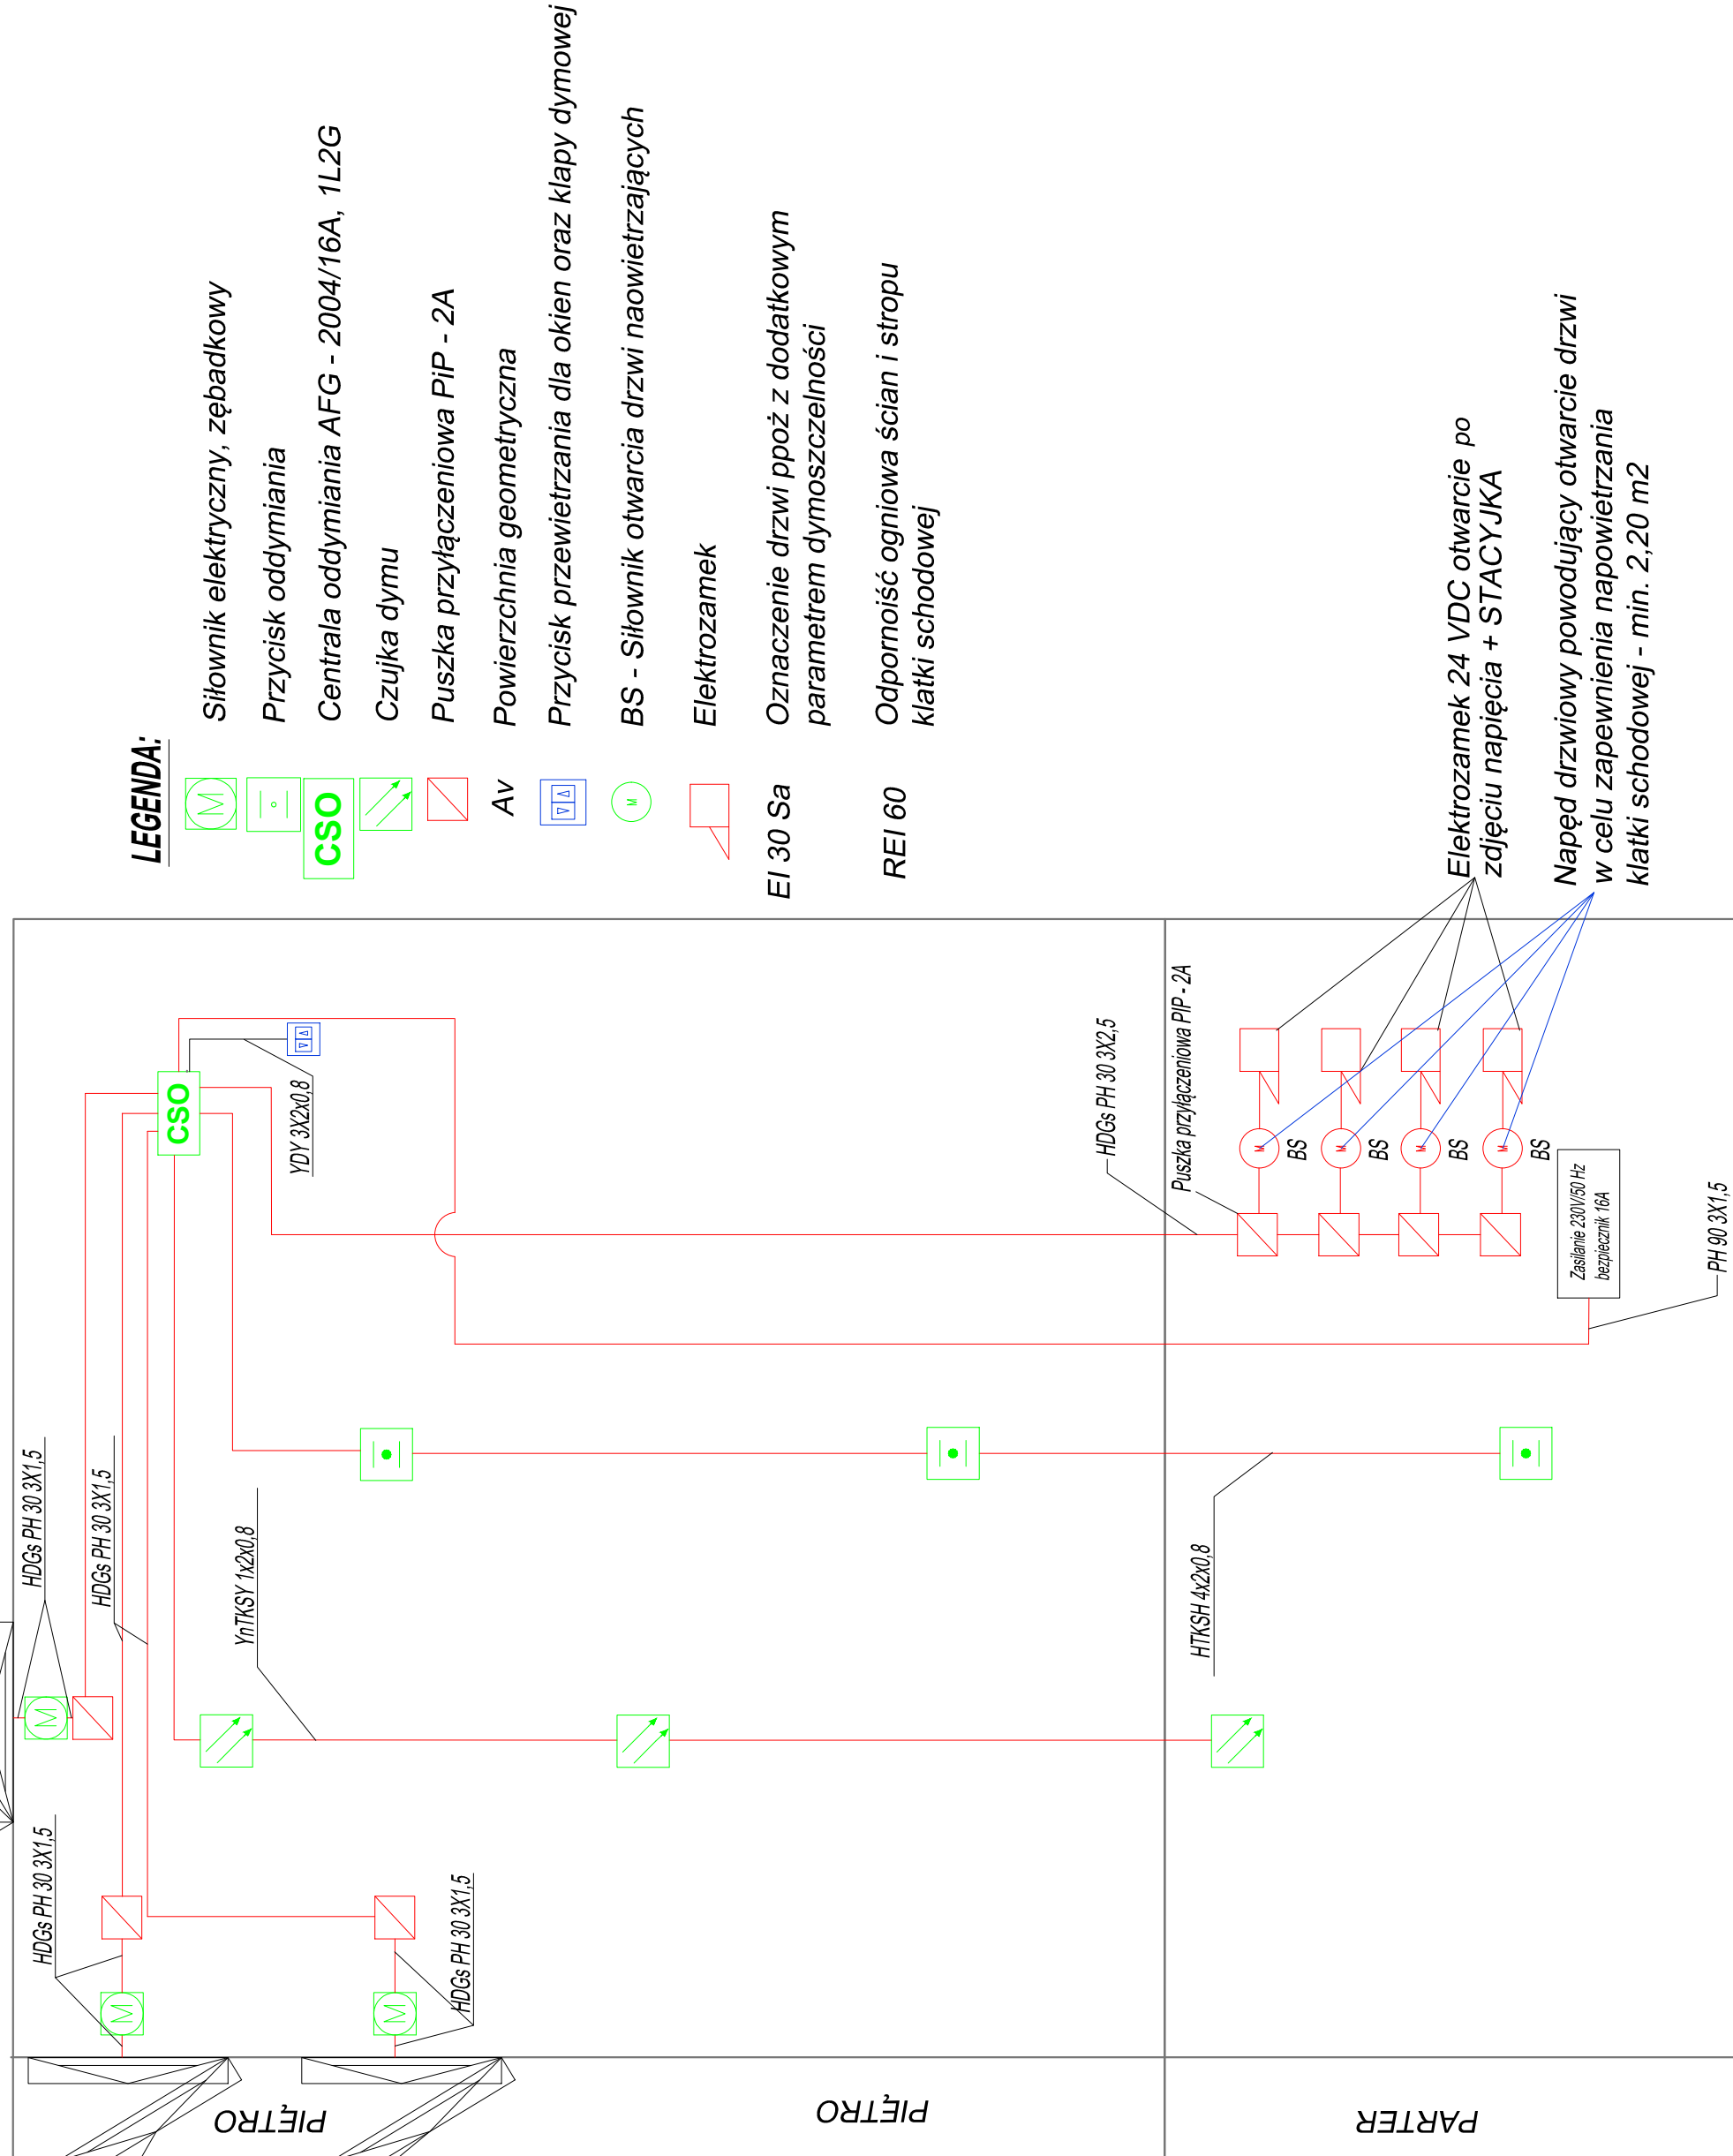 LEGENDA:
Siłownik elektryczny, zębadkowy
Przycisk oddymiania
CSO
Centrala oddymiania AFG - 2004/16A, 1L2G
Czujka dymu
Puszka przyłączeniowa PiP - 2A
Av
Powierzchnia geometryczna
Przycisk przewietrzania dla okien oraz klapy dymowej
BS - Siłownik otwarcia drzwi naowietrzających
Elektrozamek
EI 30 Sa
Oznaczenie drzwi ppoż z dodatkowym
parametrem dymoszczelności
REI 60
Odpornoiść ogniowa ścian i stropu
klatki schodowej
Elektrozamek 24 VDC otwarcie po
zdjęciu napięcia + STACYJKA
Napęd drzwiowy powodujący otwarcie drzwi
w celu zapewnienia napowietrzania
klatki schodowej - min. 2,20 m2
HDGs PH 30 3X1,5
HDGs PH 30 3X1,5
HDGs PH 30 3X1,5
HDGs PH 30 3X1,5
CSO
YDY 3X2x0,8
YnTKSY 1x2x0,8
HTKSH 4x2x0,8
HDGs PH 30 3X2,5
Puszka przyłączeniowa PIP - 2A
M
M
M
M
M
M
M
M
M
BS
BS
BS
BS
Zasilanie 230V/50 Hz
bezpiecznik 16A
PH 90 3X1,5
PIĘTRO
PIĘTRO
PARTER